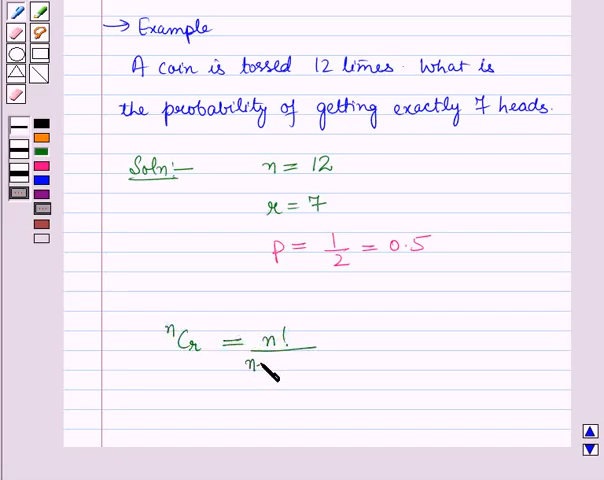 → Example
A coin is tossed 12 times. What is
the probability of getting exactly 7 heads.
Soln:- n = 12
r = 7
p = 1/2 = 0.5
ⁿCr = n!
n-